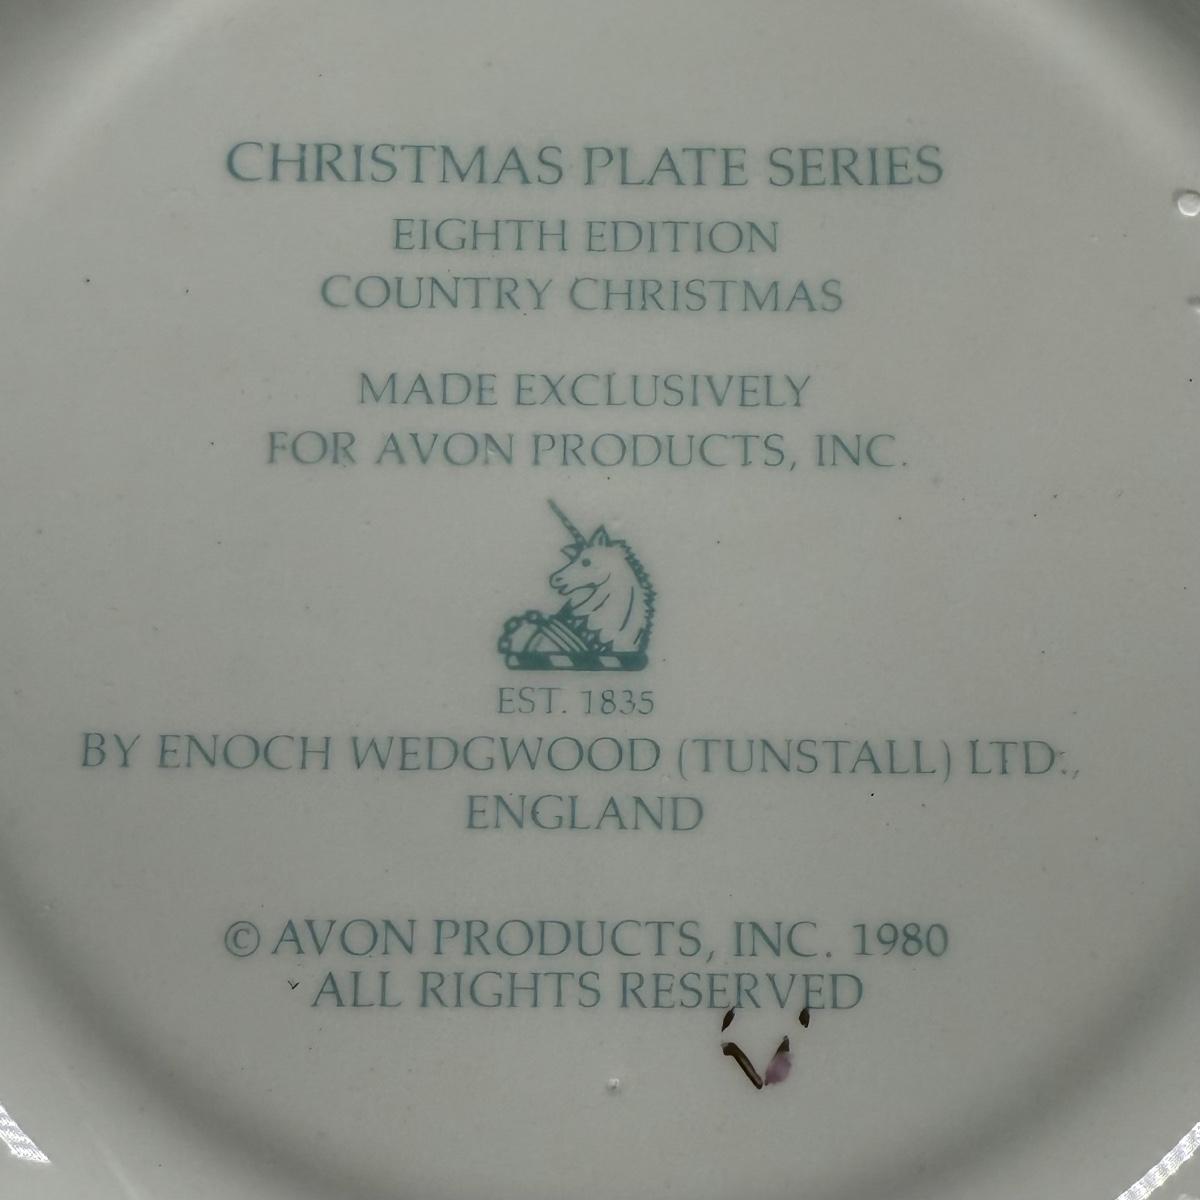 CHRISTMAS PLATE SERIES
EIGHTH EDITION
COUNTRY CHRISTMAS
MADE EXCLUSIVELY
FOR AVON PRODUCTS, INC.
EST. 1835
BY ENOCH WEDGWOOD (TUNSTALL) LTD.,
ENGLAND
© AVON PRODUCTS, INC. 1980
ALL RIGHTS RESERVED